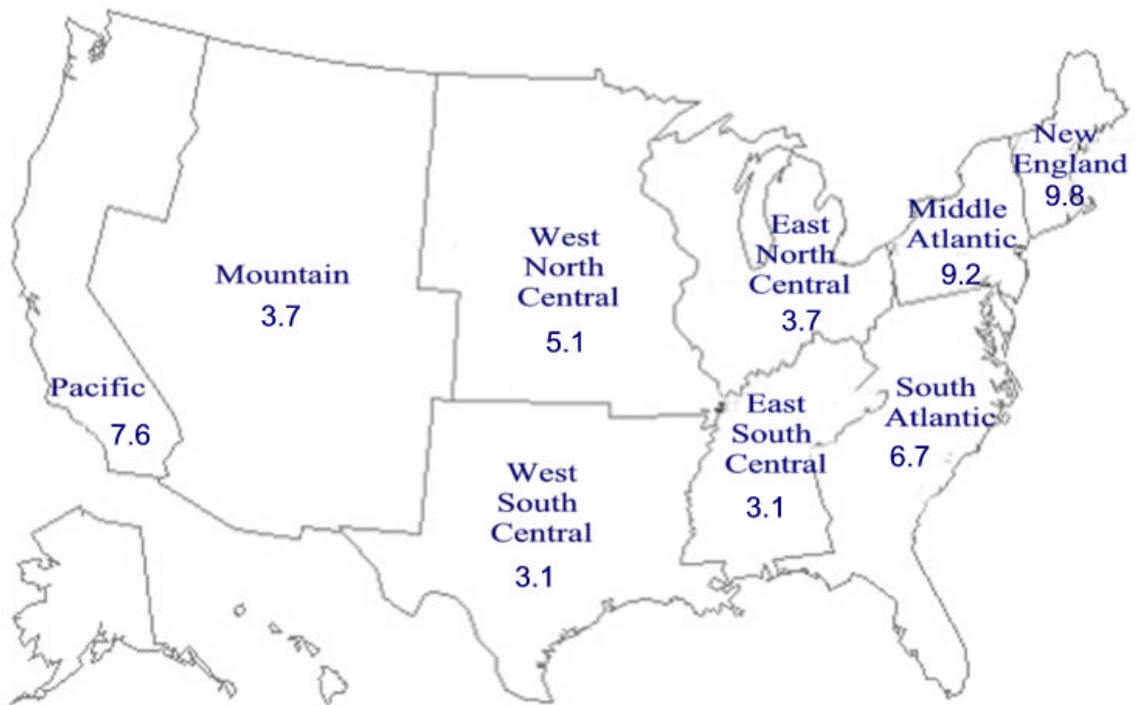 New
England
9.8
Middle
Atlantic
9.2
East
North
Central
3.7
West
North
Central
5.1
Mountain
3.7
Pacific
7.6
South
Atlantic
6.7
East
South
Central
3.1
West
South
Central
3.1